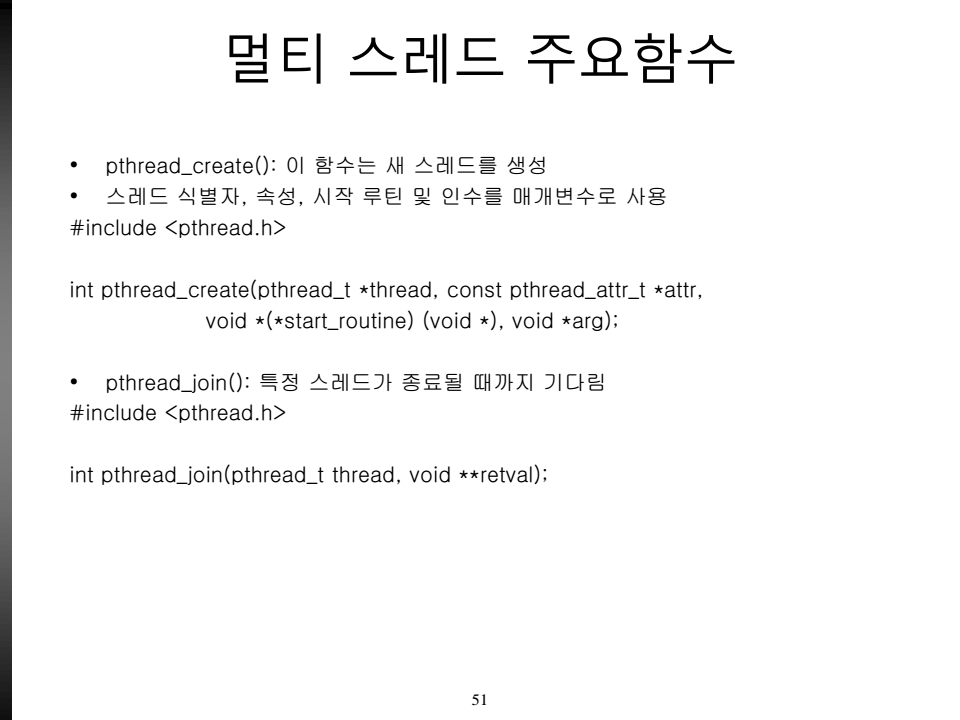 멀티 스레드 주요함수
• pthread_create(): 이 함수는 새 스레드를 생성
• 스레드 식별자, 속성, 시작 루틴 및 인수를 매개변수로 사용
#include <pthread.h>
int pthread_create(pthread_t *thread, const pthread_attr_t *attr,
void *(*start_routine) (void *), void *arg);
• pthread_join(): 특정 스레드가 종료될 때까지 기다림
#include <pthread.h>
int pthread_join(pthread_t thread, void **retval);
51